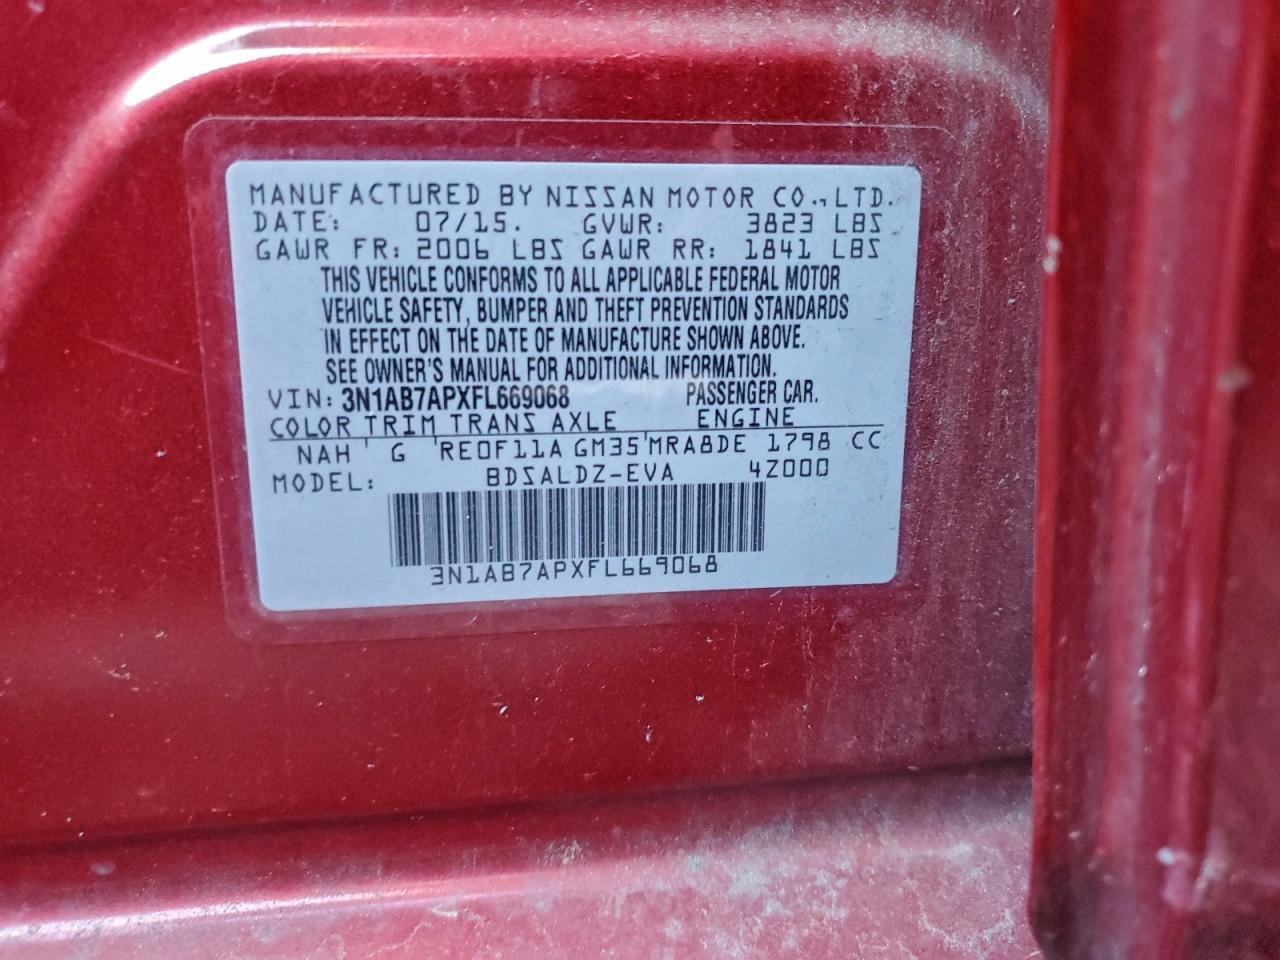 MANUFACTURED BY NISSAN MOTOR CO., LTD.
DATE: 07/15. GVWR: 3823 LBS
GAWR FR: 2006 LBS GAWR RR: 1841 LBS
THIS VEHICLE CONFORMS TO ALL APPLICABLE FEDERAL MOTOR
VEHICLE SAFETY, BUMPER AND THEFT PREVENTION STANDARDS
IN EFFECT ON THE DATE OF MANUFACTURE SHOWN ABOVE.
SEE OWNER'S MANUAL FOR ADDITIONAL INFORMATION.
VIN: 3N1AB7APXFL669068 PASSENGER CAR.
COLOR TRIM TRANS AXLE ENGINE
NAH ' G 'RE0F11A GM35'MRA8DE 1798 CC
MODEL: BDSALDZ-EVA 4Z000
3N1AB7APXFL669068